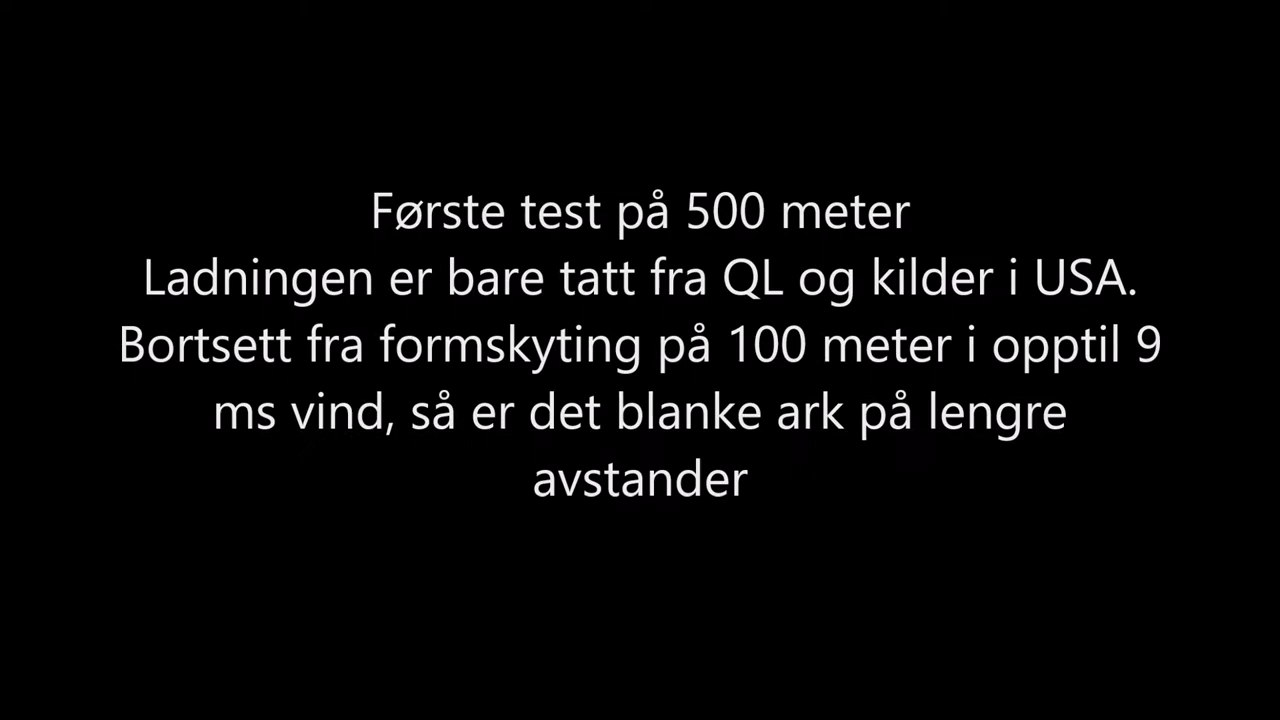 Første test på 500 meter
Ladningen er bare tatt fra QL og kilder i USA.
Bortsett fra formskyting på 100 meter i opptil 9
ms vind, så er det blanke ark på lengre
avstander